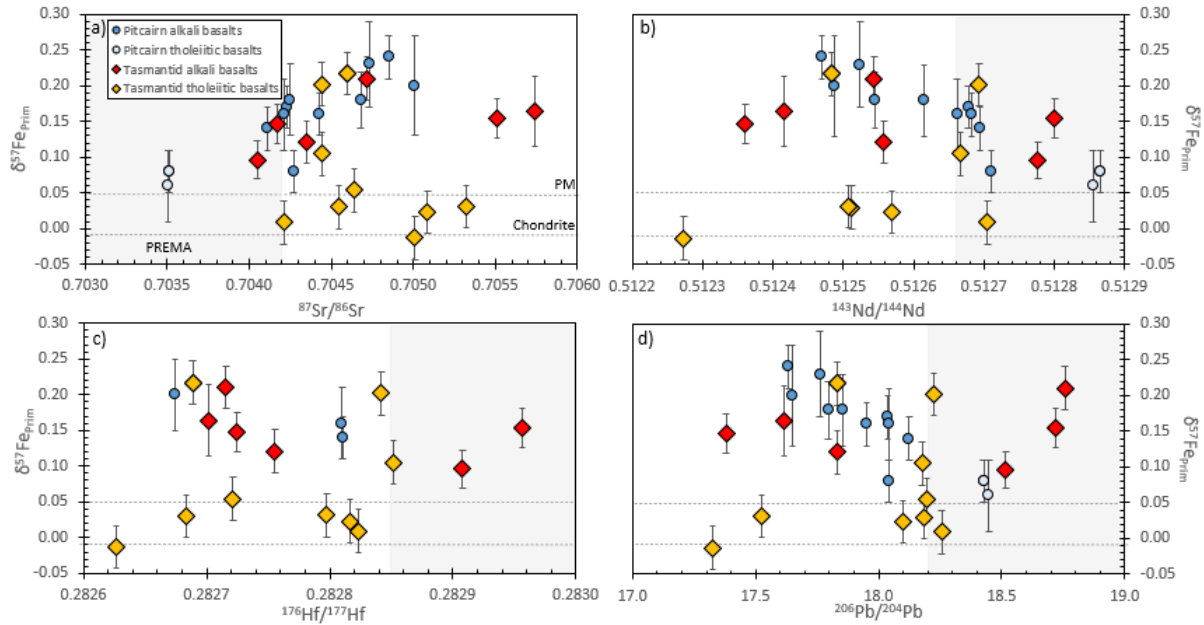 a)
Pitcairn alkali basalts
Pitcairn tholeiitic basalts
Tasmantid alkali basalts
Tasmantid tholeiitic basalts
0.30
0.25
0.20
0.15
0.10
0.05
0.00
-0.05
δ⁵⁷Fe_Prim
PM
Chondrite
PREMA
0.7030 0.7035 0.7040 0.7045 0.7050 0.7055 0.7060
⁸⁷Sr/⁸⁶Sr
b)
0.30
0.25
0.20
0.15
0.10
0.05
0.00
-0.05
δ⁵⁷Fe_Prim
0.5122 0.5123 0.5124 0.5125 0.5126 0.5127 0.5128 0.5129
¹⁴³Nd/¹⁴⁴Nd
c)
0.30
0.25
0.20
0.15
0.10
0.05
0.00
-0.05
δ⁵⁷Fe_Prim
0.2826 0.2827 0.2828 0.2829 0.2830
¹⁷⁶Hf/¹⁷⁷Hf
d)
0.30
0.25
0.20
0.15
0.10
0.05
0.00
-0.05
δ⁵⁷Fe_Prim
17.0 17.5 18.0 18.5 19.0
²⁰⁶Pb/²⁰⁴Pb